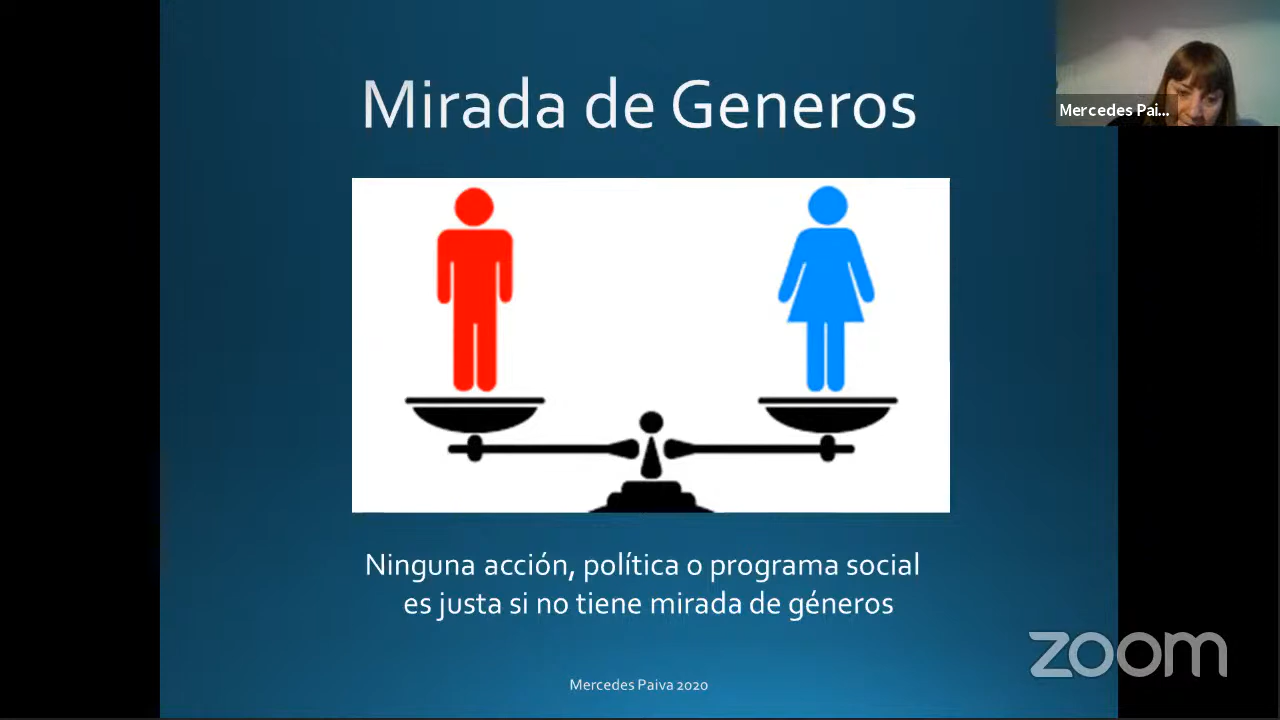 Mirada de Generos
Mercedes Pai...
Ninguna acción, política o programa social
es justa si no tiene mirada de géneros
zoom
Mercedes Paiva 2020